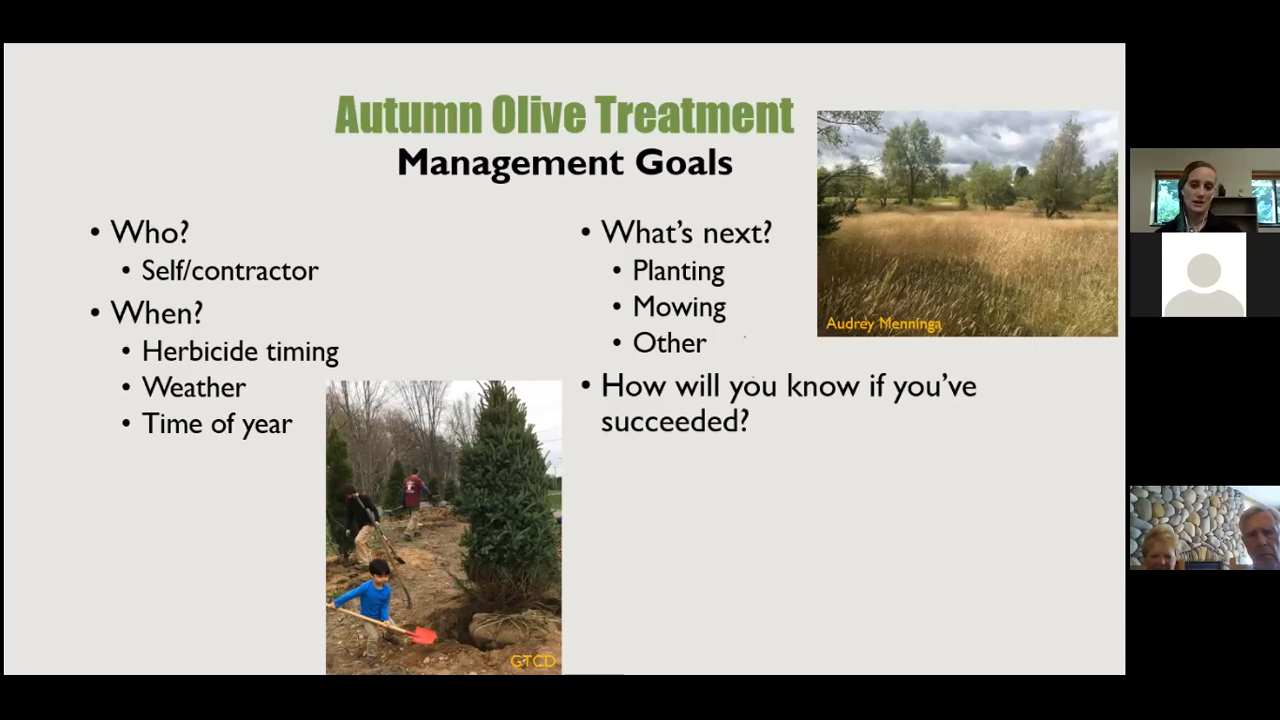 Autumn Olive Treatment
Management Goals
• Who?
• Self/contractor
• When?
• Herbicide timing
• Weather
• Time of year
• What's next?
• Planting
• Mowing
• Other
• How will you know if you've
succeeded?
Audrey Menninga
GTCD